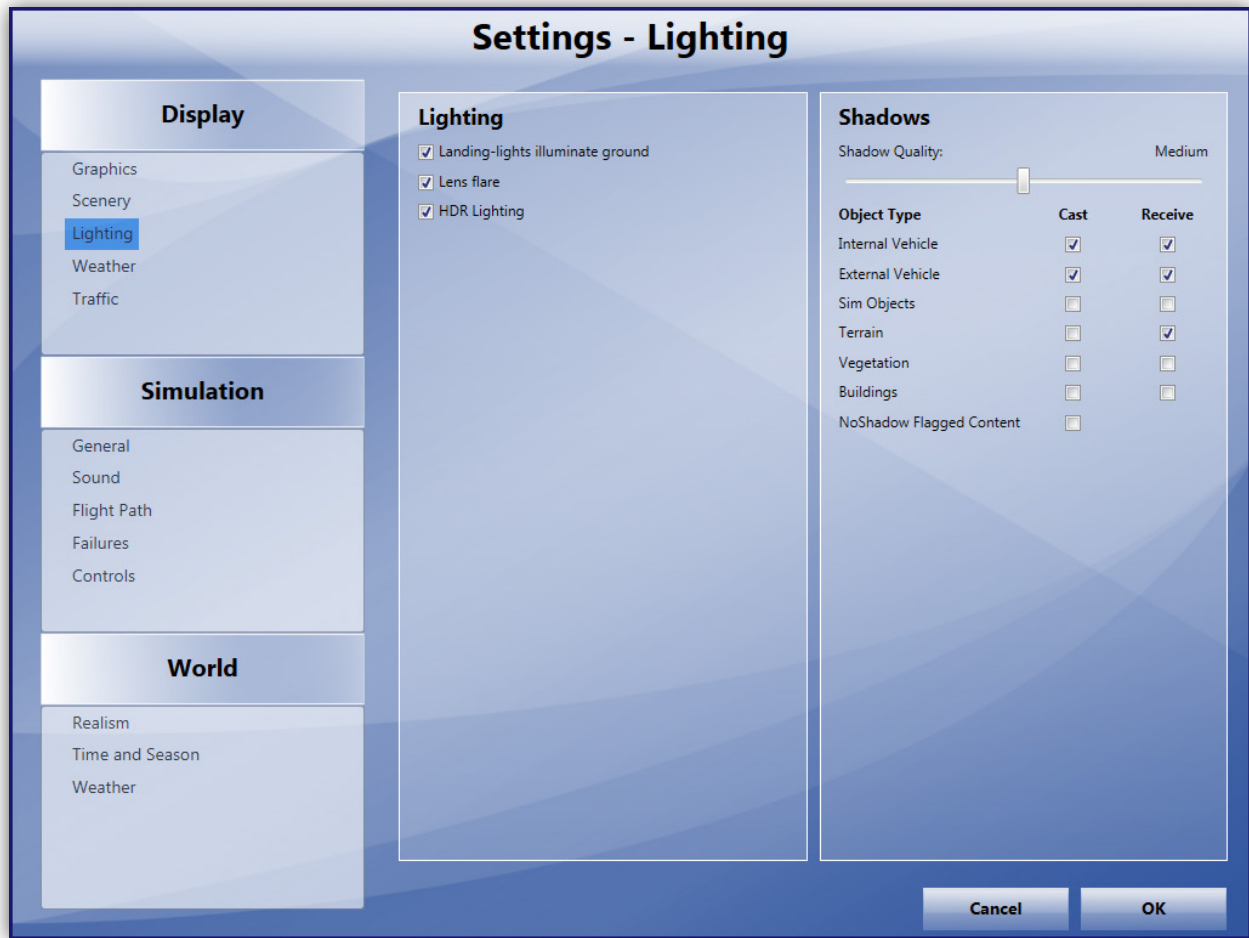 Settings - Lighting
Display
Graphics
Scenery
Lighting
Weather
Traffic
Simulation
General
Sound
Flight Path
Failures
Controls
World
Realism
Time and Season
Weather
Lighting
Landing-lights illuminate ground
Lens flare
HDR Lighting
Shadows
Shadow Quality: Medium
Object Type Cast Receive
Internal Vehicle
External Vehicle
Sim Objects
Terrain
Vegetation
Buildings
NoShadow Flagged Content
Cancel OK